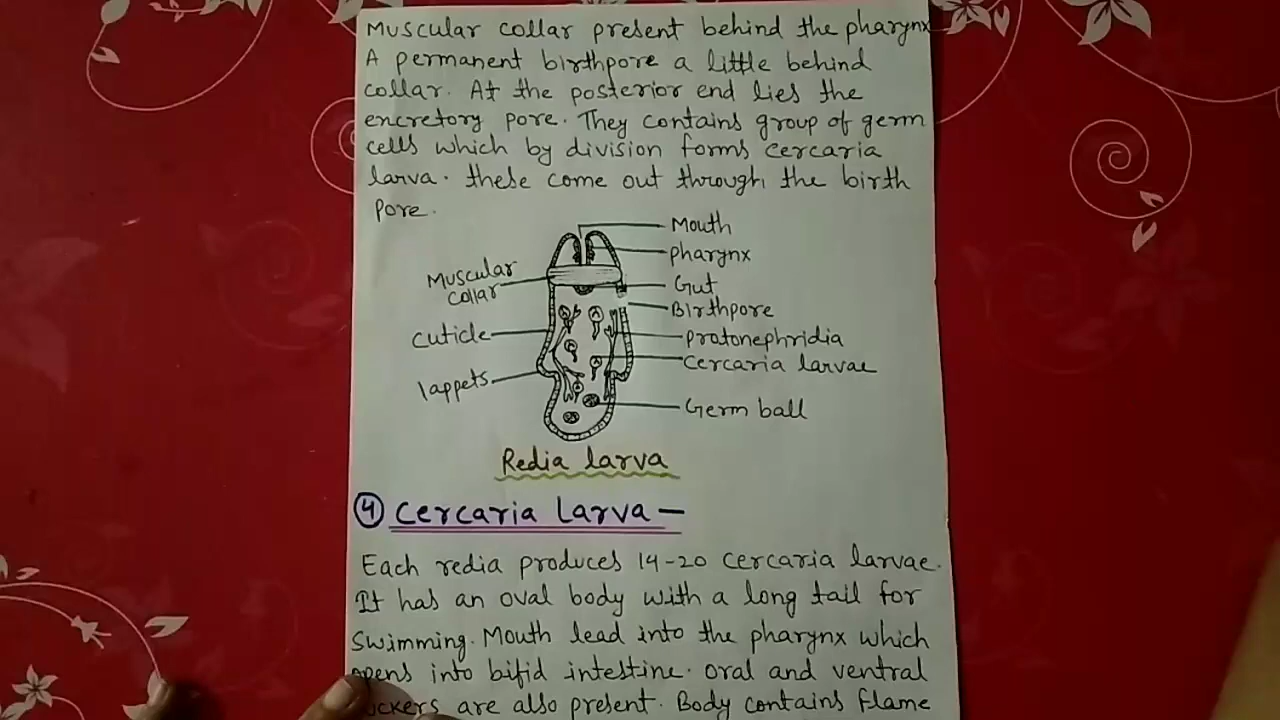 Muscular collar present behind the pharynx
A permanent birthpore a little behind
collar. At the posterior end lies the
encretory pore. They contains group of germ
cells which by division forms cercaria
larva. these come out through the birth
pore.
Mouth
pharynx
Muscular
collar
Gut
Birthpore
cuticle
protonephridia
cercaria larvae
lappets
Germ ball
Redia larva
④ Cercaria Larva —
Each redia produces 14-20 cercaria larvae.
It has an oval body with a long tail for
swimming. Mouth lead into the pharynx which
opens into bifid intestine. oral and ventral
suckers are also present. Body contains flame